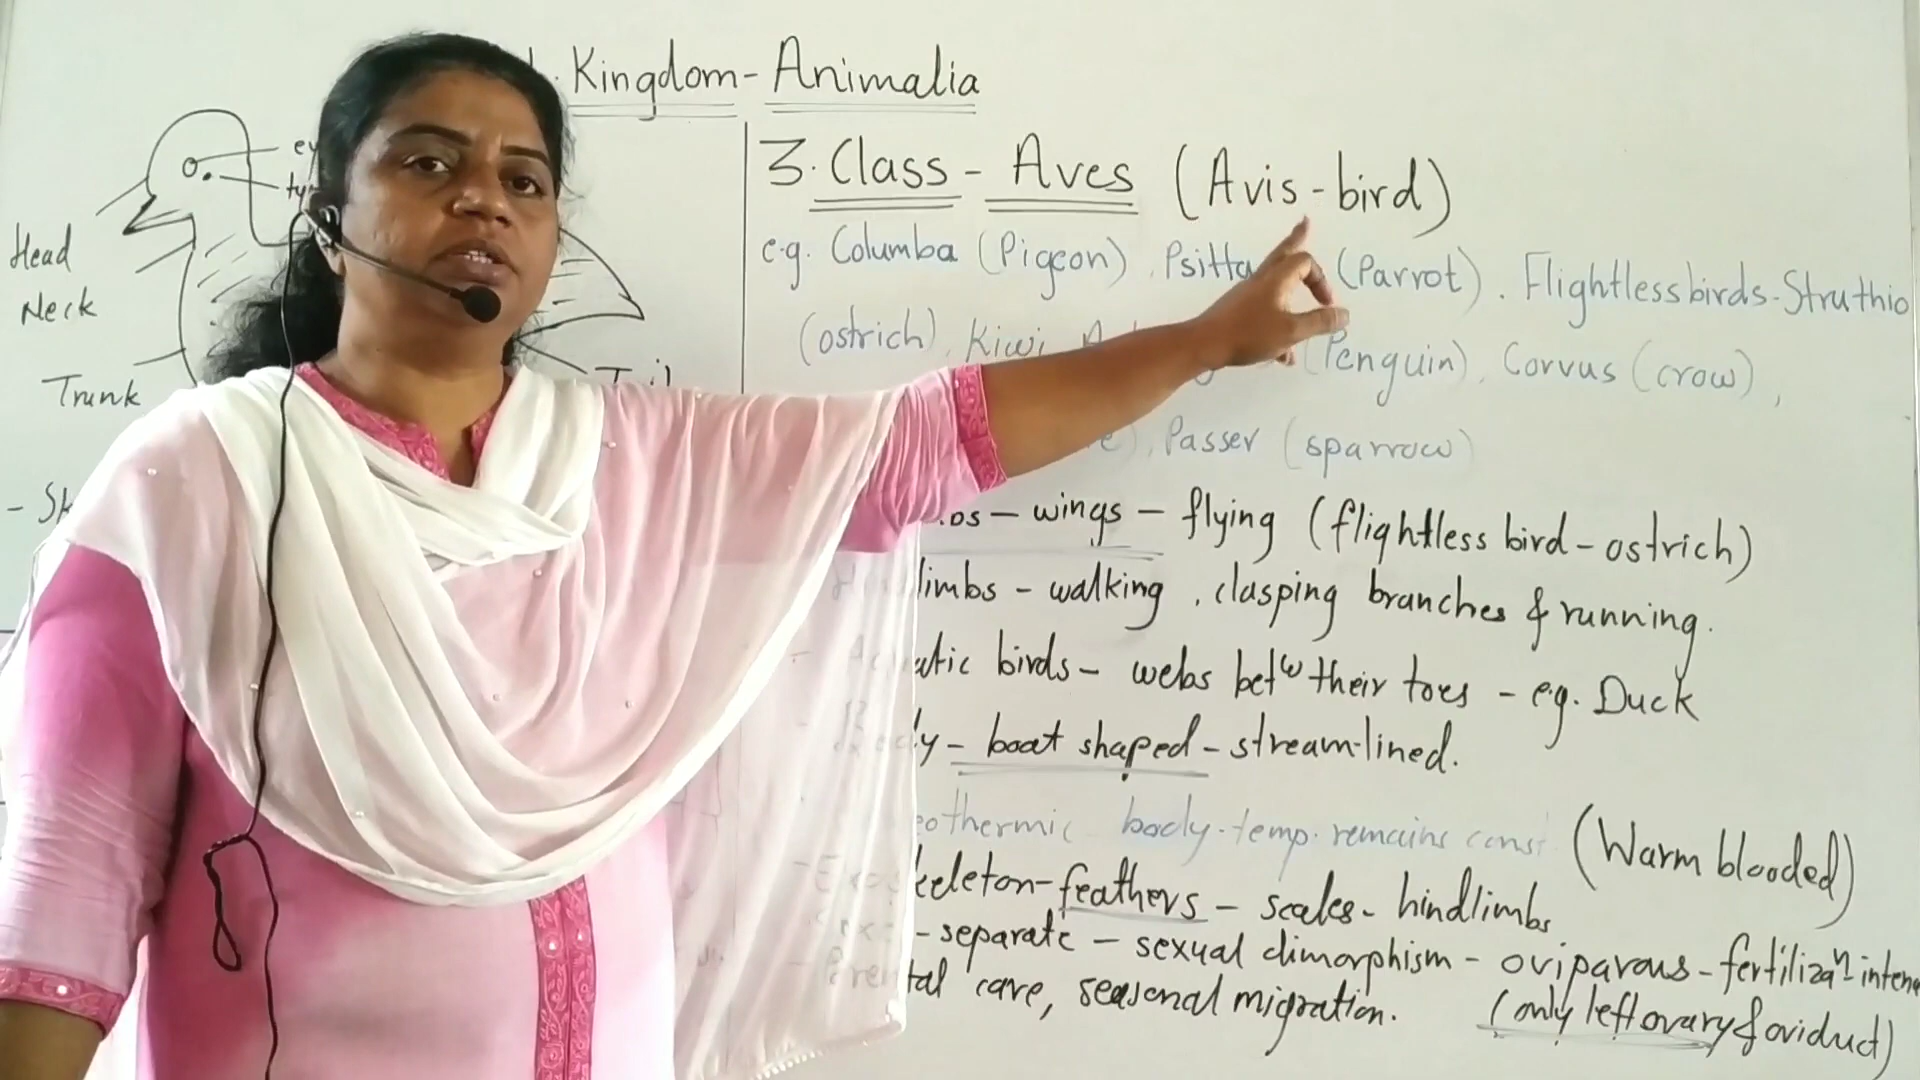 Kingdom - Animalia
Head
Neck
Trunk
3. Class - Aves (Avis - bird)
e.g. Columba (Pigeon), (Parrot). Flightless birds - Struthio
(ostrich), Kiwi, (Penguin), Corvus (crow),
Passer (sparrow)
- wings - flying (flightless bird - ostrich)
limbs - walking, clasping branches & running.
birds - webs betw their toes - e.g. Duck
- boat shaped - stream-lined.
body. temp. remains const (Warm blooded)
- feathers - scales - hindlimbs
- separate - sexual dimorphism - oviparous - fertilizan
care, seasonal migration. (only left ovary & oviduct)